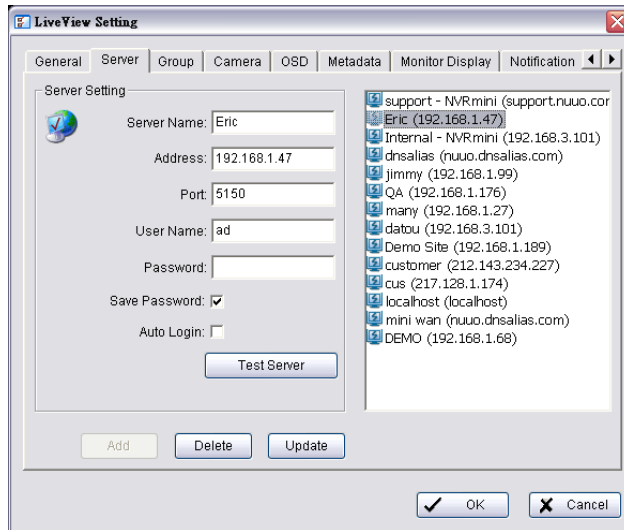 LiveView Setting
General Server Group Camera OSD Metadata Monitor Display Notification
Server Setting
Server Name: Eric
Address: 192.168.1.47
Port: 5150
User Name: ad
Password:
Save Password:
Auto Login:
Test Server
Add Delete Update
support - NVRmini (support.nuuo.cor
Eric (192.168.1.47)
Internal - NVRmini (192.168.3.101)
dnsalias (nuuo.dnsalias.com)
jimmy (192.168.1.99)
QA (192.168.1.176)
many (192.168.1.27)
datou (192.168.3.101)
Demo Site (192.168.1.189)
customer (212.143.234.227)
cus (217.128.1.174)
localhost (localhost)
mini wan (nuuo.dnsalias.com)
DEMO (192.168.1.68)
OK Cancel